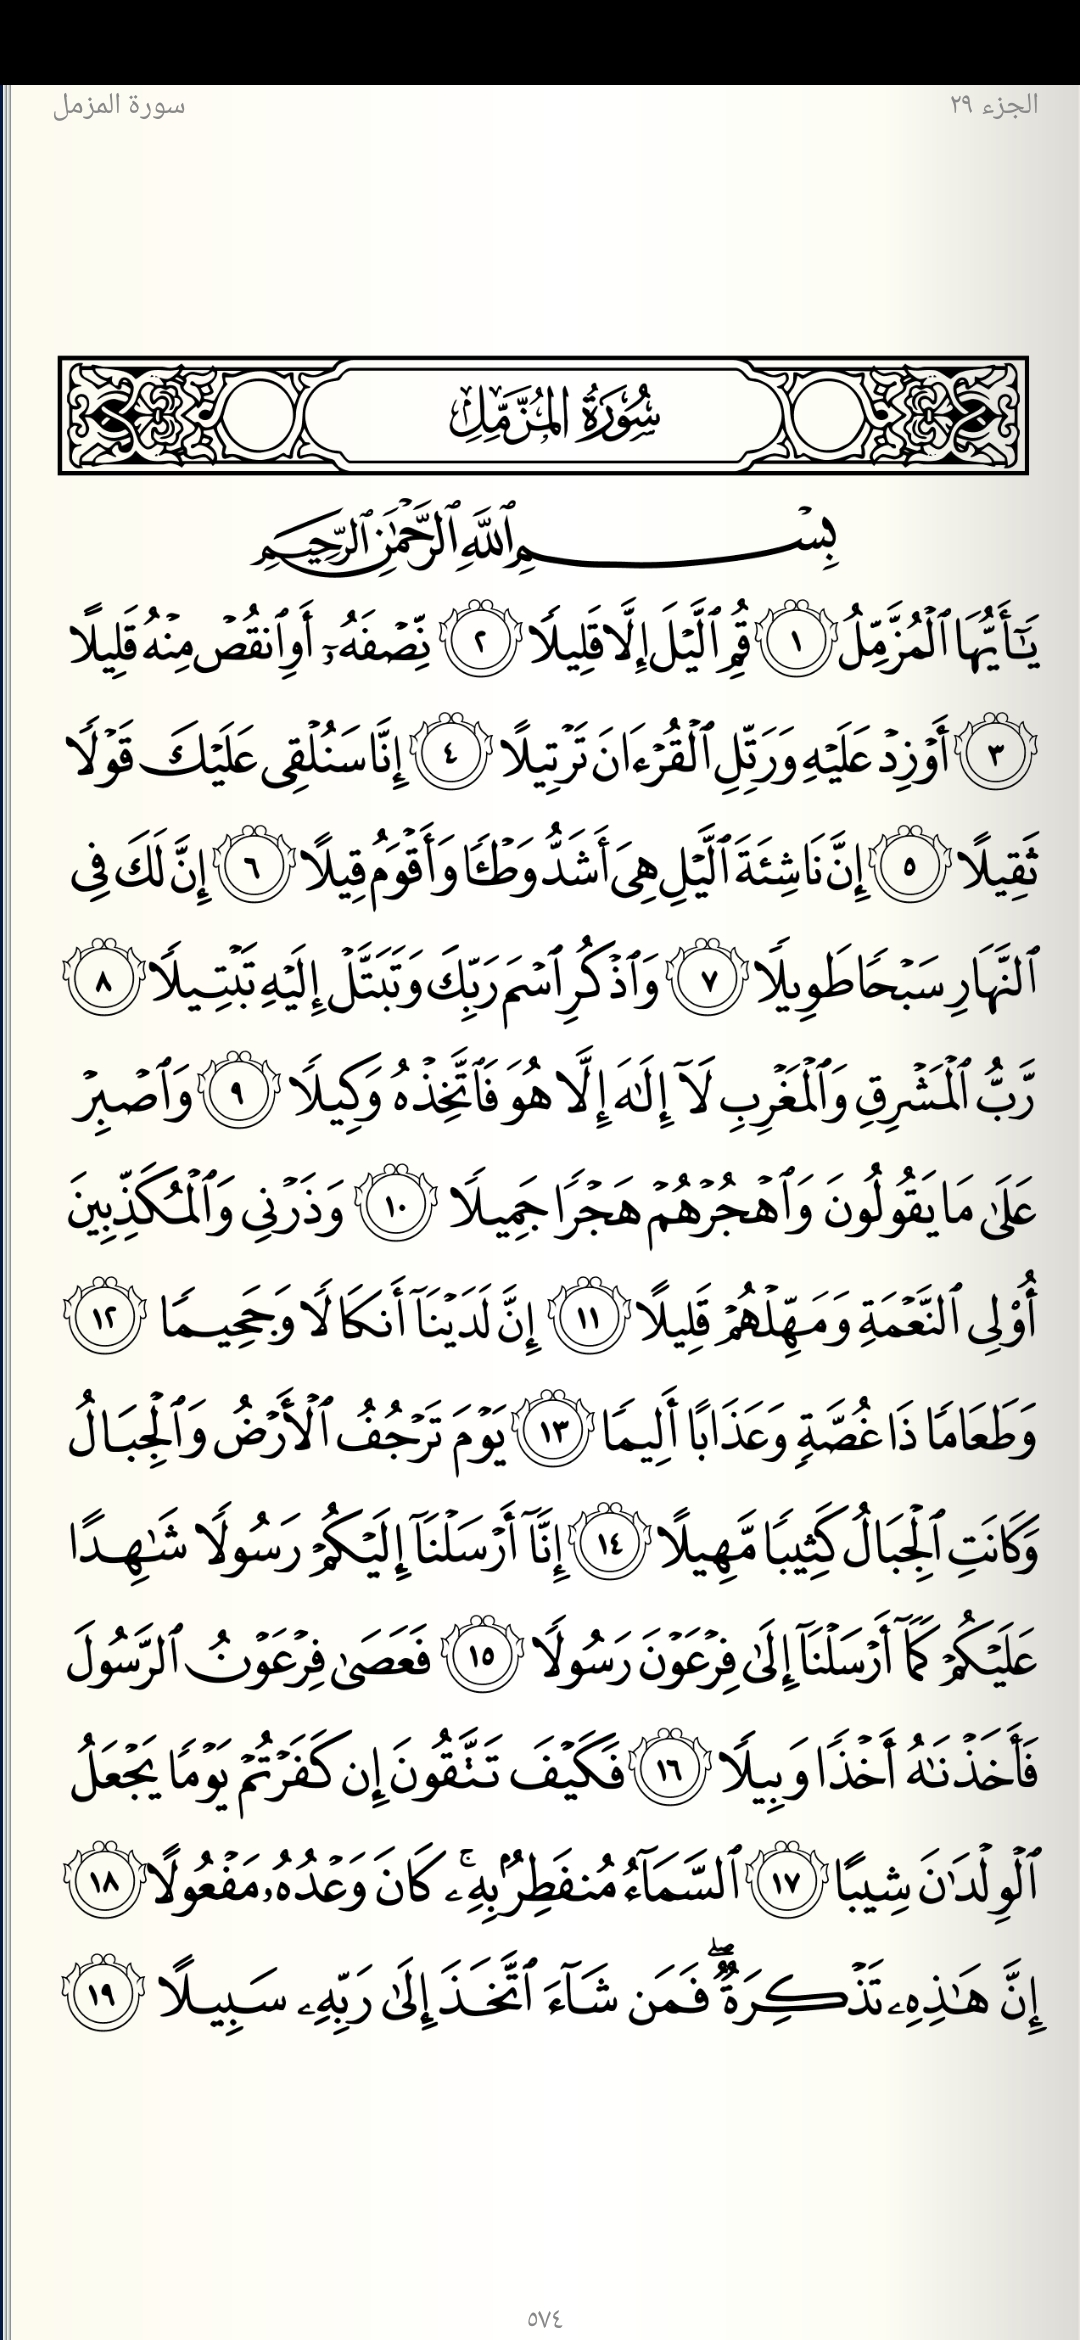 الجزء ٢٩
سورة المزمل
سُورَةُ المُزَّمِّلِ
بِسْمِ ٱللَّهِ ٱلرَّحْمَٰنِ ٱلرَّحِيمِ
يَٰٓأَيُّهَا ٱلْمُزَّمِّلُ ١ قُمِ ٱلَّيْلَ إِلَّا قَلِيلًا ٢ نِّصْفَهُۥٓ أَوِ ٱنقُصْ مِنْهُ قَلِيلًا
٣ أَوْ زِدْ عَلَيْهِ وَرَتِّلِ ٱلْقُرْءَانَ تَرْتِيلًا ٤ إِنَّا سَنُلْقِى عَلَيْكَ قَوْلًا
ثَقِيلًا ٥ إِنَّ نَاشِئَةَ ٱلَّيْلِ هِىَ أَشَدُّ وَطْـًٔا وَأَقْوَمُ قِيلًا ٦ إِنَّ لَكَ فِى
ٱلنَّهَارِ سَبْحًا طَوِيلًا ٧ وَٱذْكُرِ ٱسْمَ رَبِّكَ وَتَبَتَّلْ إِلَيْهِ تَبْتِيلًا ٨
رَّبُّ ٱلْمَشْرِقِ وَٱلْمَغْرِبِ لَآ إِلَٰهَ إِلَّا هُوَ فَٱتَّخِذْهُ وَكِيلًا ٩ وَٱصْبِرْ
عَلَىٰ مَا يَقُولُونَ وَٱهْجُرْهُمْ هَجْرًا جَمِيلًا ١٠ وَذَرْنِى وَٱلْمُكَذِّبِينَ
أُو۟لِى ٱلنَّعْمَةِ وَمَهِّلْهُمْ قَلِيلًا ١١ إِنَّ لَدَيْنَآ أَنكَالًا وَجَحِيمًا ١٢
وَطَعَامًا ذَا غُصَّةٍ وَعَذَابًا أَلِيمًا ١٣ يَوْمَ تَرْجُفُ ٱلْأَرْضُ وَٱلْجِبَالُ
وَكَانَتِ ٱلْجِبَالُ كَثِيبًا مَّهِيلًا ١٤ إِنَّآ أَرْسَلْنَآ إِلَيْكُمْ رَسُولًا شَٰهِدًا
عَلَيْكُمْ كَمَآ أَرْسَلْنَآ إِلَىٰ فِرْعَوْنَ رَسُولًا ١٥ فَعَصَىٰ فِرْعَوْنُ ٱلرَّسُولَ
فَأَخَذْنَٰهُ أَخْذًا وَبِيلًا ١٦ فَكَيْفَ تَتَّقُونَ إِن كَفَرْتُمْ يَوْمًا يَجْعَلُ
ٱلْوِلْدَٰنَ شِيبًا ١٧ ٱلسَّمَآءُ مُنفَطِرٌۢ بِهِۦ ۚ كَانَ وَعْدُهُۥ مَفْعُولًا ١٨
إِنَّ هَٰذِهِۦ تَذْكِرَةٌ ۖ فَمَن شَآءَ ٱتَّخَذَ إِلَىٰ رَبِّهِۦ سَبِيلًا ١٩
٥٧٤